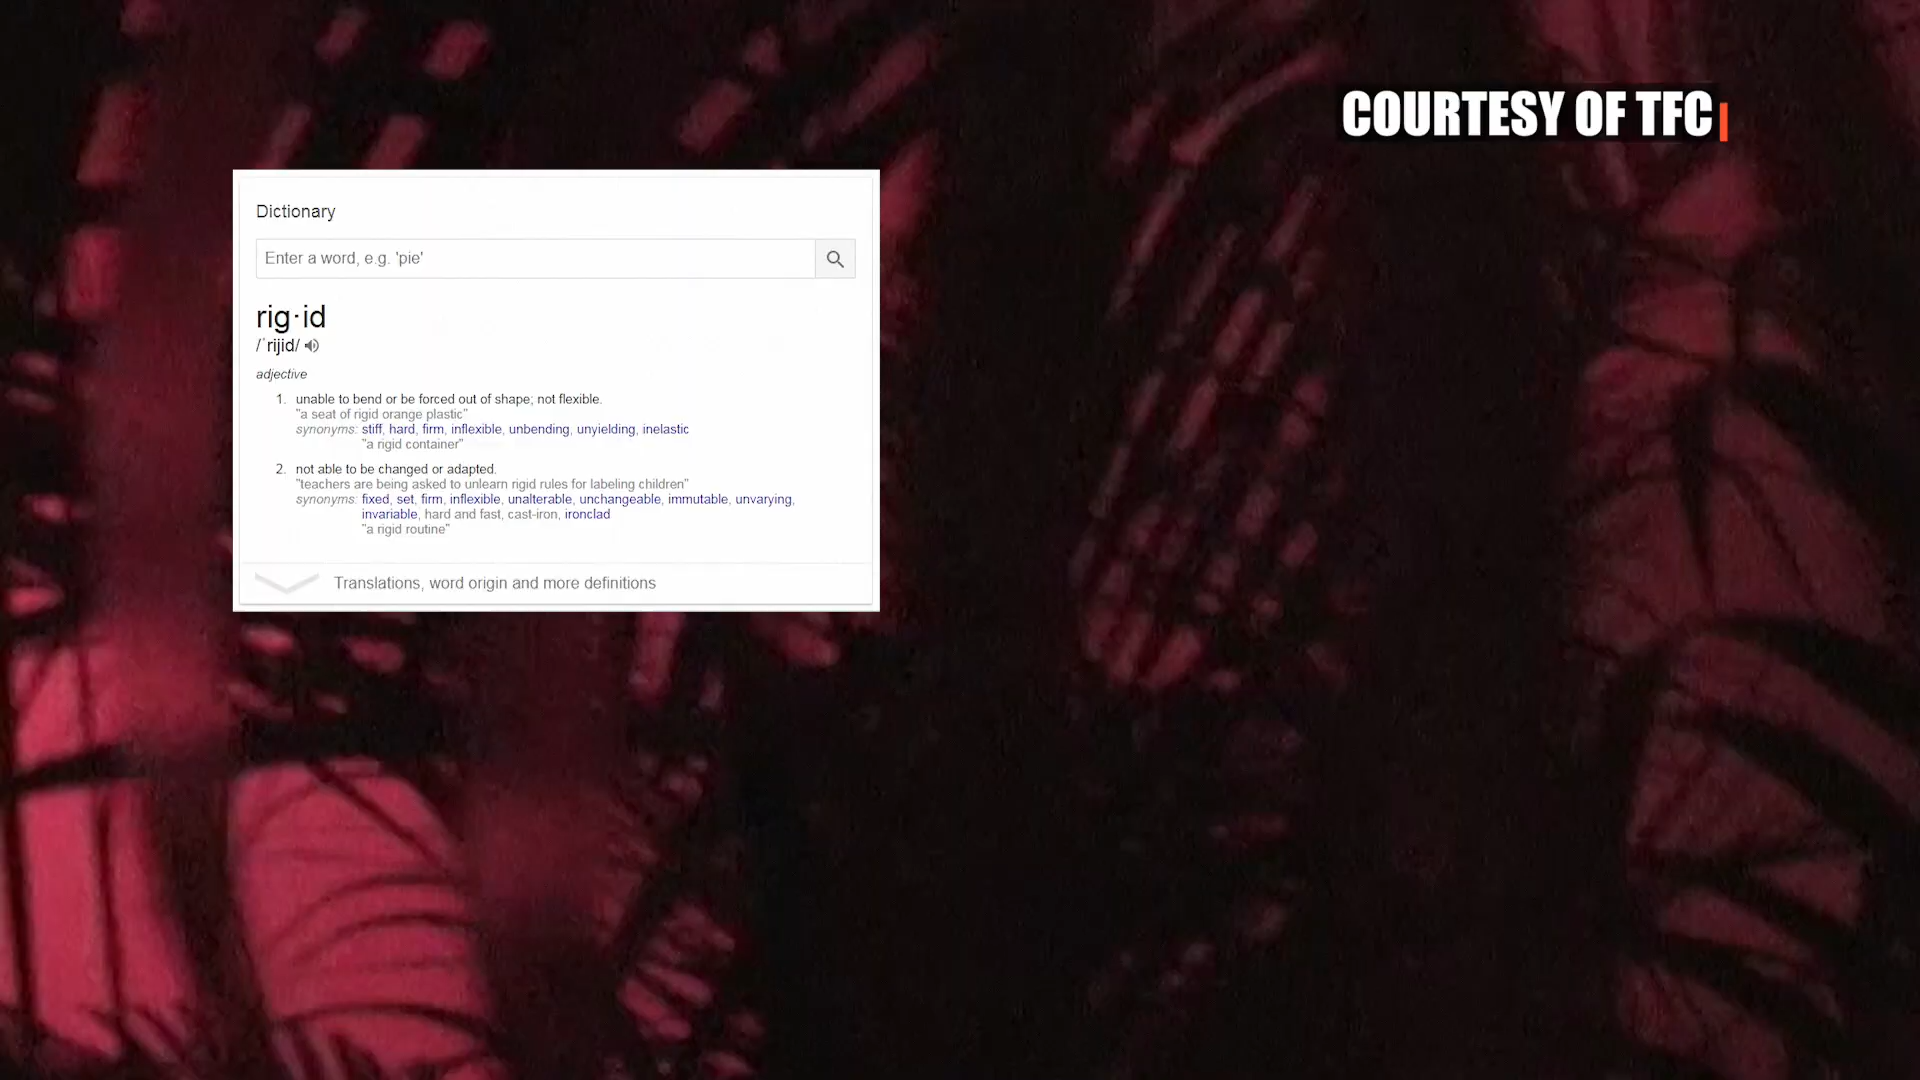 COURTESY OF TFC
Dictionary
Enter a word, e.g. 'pie'
rig·id
/ˈrijid/
adjective
1. unable to bend or be forced out of shape; not flexible.
"a seat of rigid orange plastic"
synonyms: stiff, hard, firm, inflexible, unbending, unyielding, inelastic
"a rigid container"
2. not able to be changed or adapted.
"teachers are being asked to unlearn rigid rules for labeling children"
synonyms: fixed, set, firm, inflexible, unalterable, unchangeable, immutable, unvarying,
invariable, hard and fast, cast-iron, ironclad
"a rigid routine"
Translations, word origin and more definitions